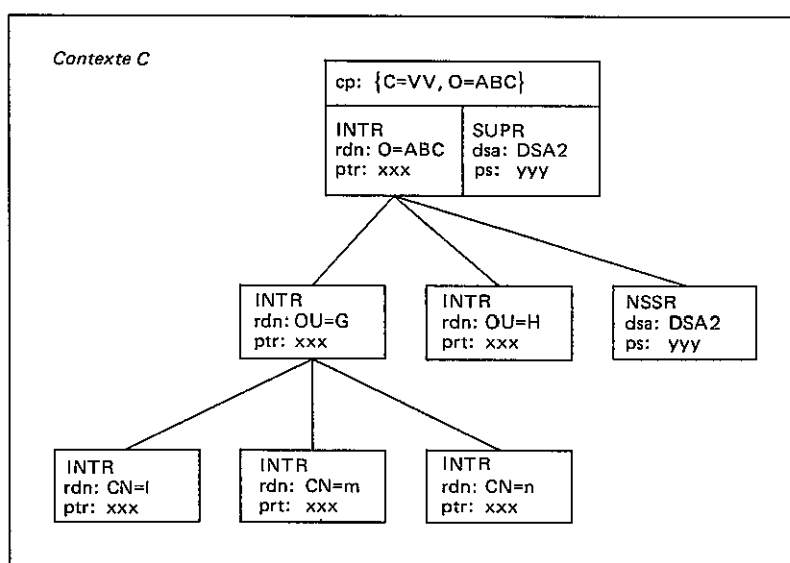 Contexte C
cp: {C=VV, O=ABC}
INTR
rdn: O=ABC
ptr: xxx
SUPR
dsa: DSA2
ps: yyy
INTR
rdn: OU=G
ptr: xxx
INTR
rdn: OU=H
prt: xxx
NSSR
dsa: DSA2
ps: yyy
INTR
rdn: CN=l
ptr: xxx
INTR
rdn: CN=m
prt: xxx
INTR
rdn: CN=n
ptr: xxx